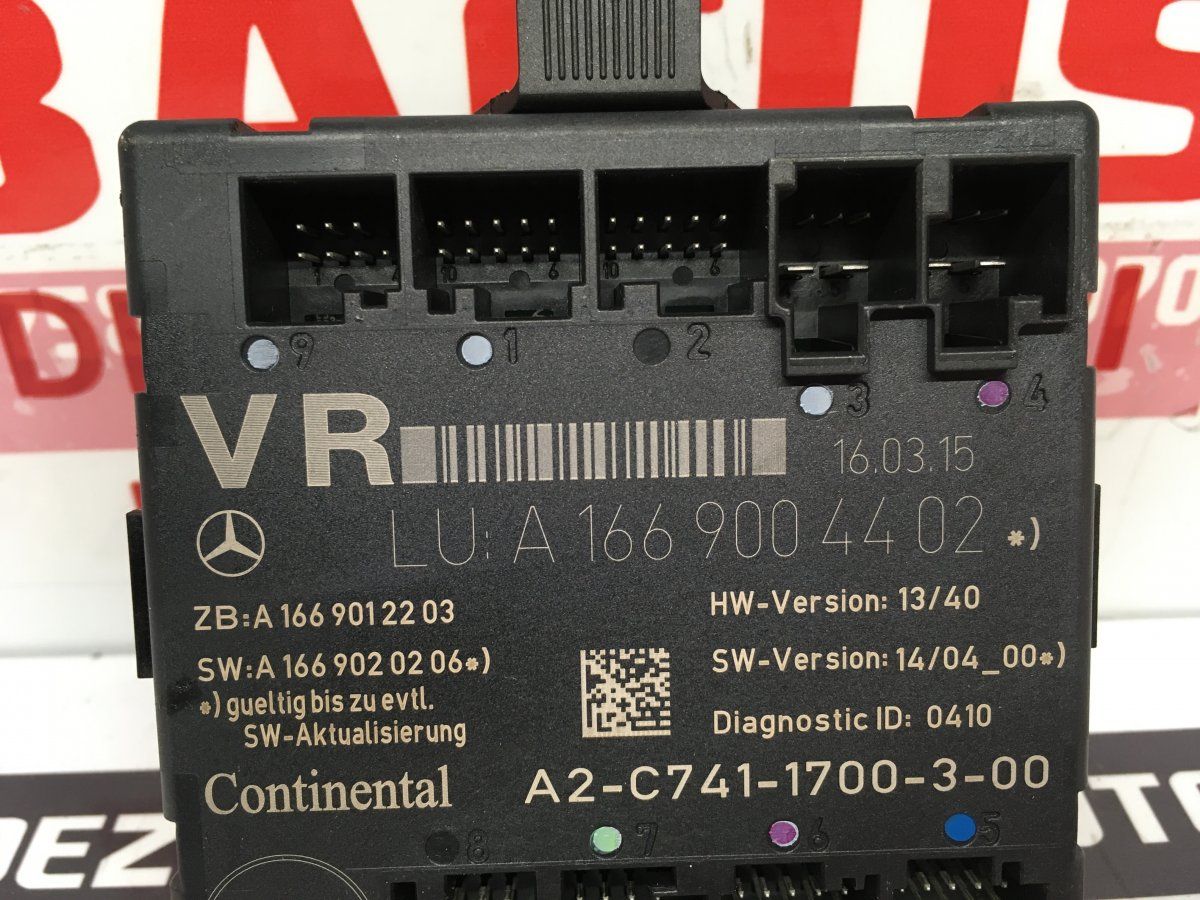 9 1 2
3 4
VR
16.03.15
LU: A 166 900 44 02 *)
ZB: A 166 901 22 03
HW-Version: 13/40
SW: A 166 902 02 06*)
SW-Version: 14/04_00*)
*) gueltig bis zu evtl.
SW-Aktualisierung
Diagnostic ID: 0410
Continental
A2-C741-1700-3-00
8 7 6 5